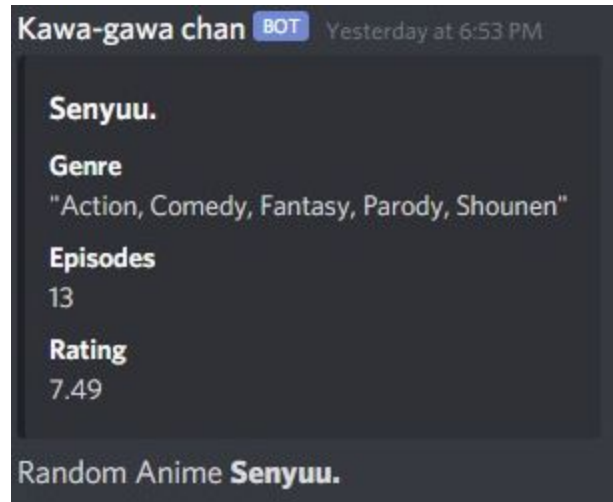 Kawa-gawa chan BOT Yesterday at 6:53 PM
Senyuu.
Genre
"Action, Comedy, Fantasy, Parody, Shounen"
Episodes
13
Rating
7.49
Random Anime Senyuu.